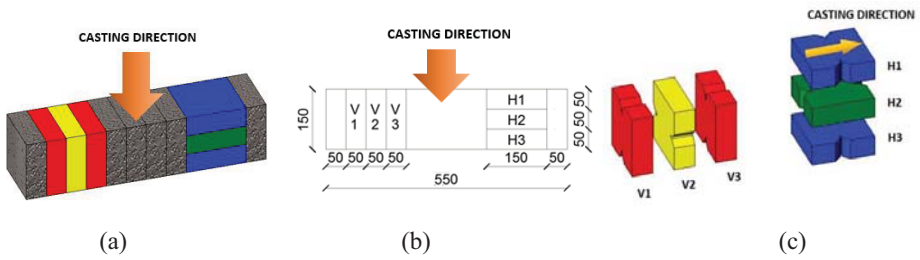 CASTING DIRECTION
CASTING DIRECTION
150
V 1
V 2
V 3
H1
H2
H3
50
50
50
50 50 50 50
150
50
550
V1
V2
V3
CASTING DIRECTION
H1
H2
H3
(a)
(b)
(c)